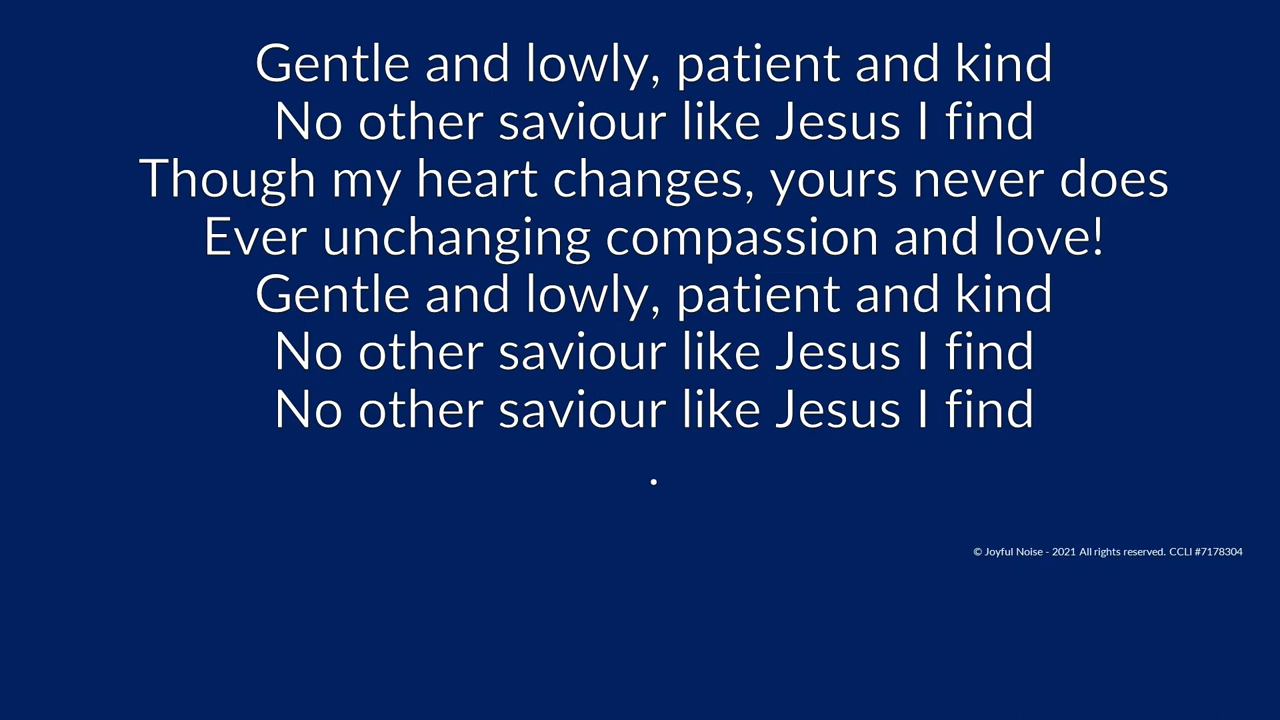 Gentle and lowly, patient and kind
No other saviour like Jesus I find
Though my heart changes, yours never does
Ever unchanging compassion and love!
Gentle and lowly, patient and kind
No other saviour like Jesus I find
No other saviour like Jesus I find
.
© Joyful Noise - 2021 All rights reserved. CCLI #7178304